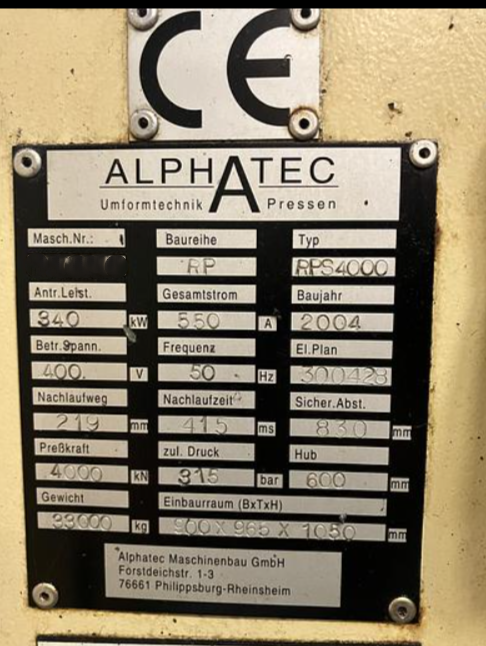 CE
ALPHATEC
Umformtechnik Pressen
Masch.Nr.: Baureihe Typ
RP RPS4000
Antr.Leist. Gesamtstrom Baujahr
340 kW 550 A 2004
Betr.Spann. Frequenz El.Plan
400 V 50 Hz 300428
Nachlaufweg Nachlaufzeit Sicher.Abst.
219 mm 415 ms 830 mm
Preßkraft zul. Druck Hub
4000 kN 315 bar 600 mm
Gewicht Einbauraum (BxTxH)
33000 kg 900 X 965 X 1050 mm
Alphatec Maschinenbau GmbH
Forstdeichstr. 1-3
76661 Philippsburg-Rheinsheim